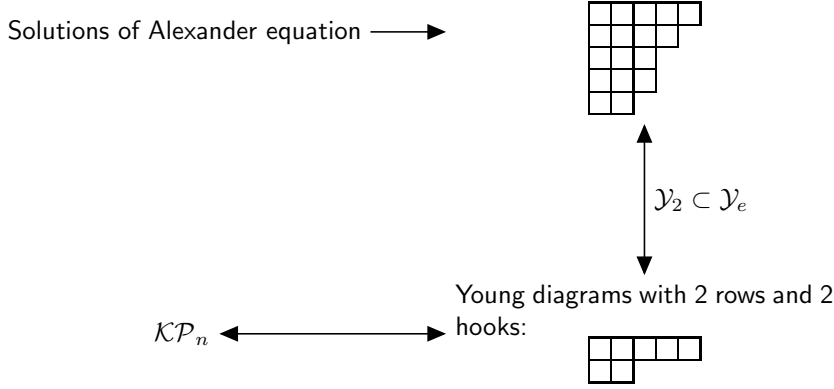 Solutions of Alexander equation
𝒴₂ ⊂ 𝒴ₑ
Young diagrams with 2 rows and 2
hooks:
𝒦𝒫ₙ